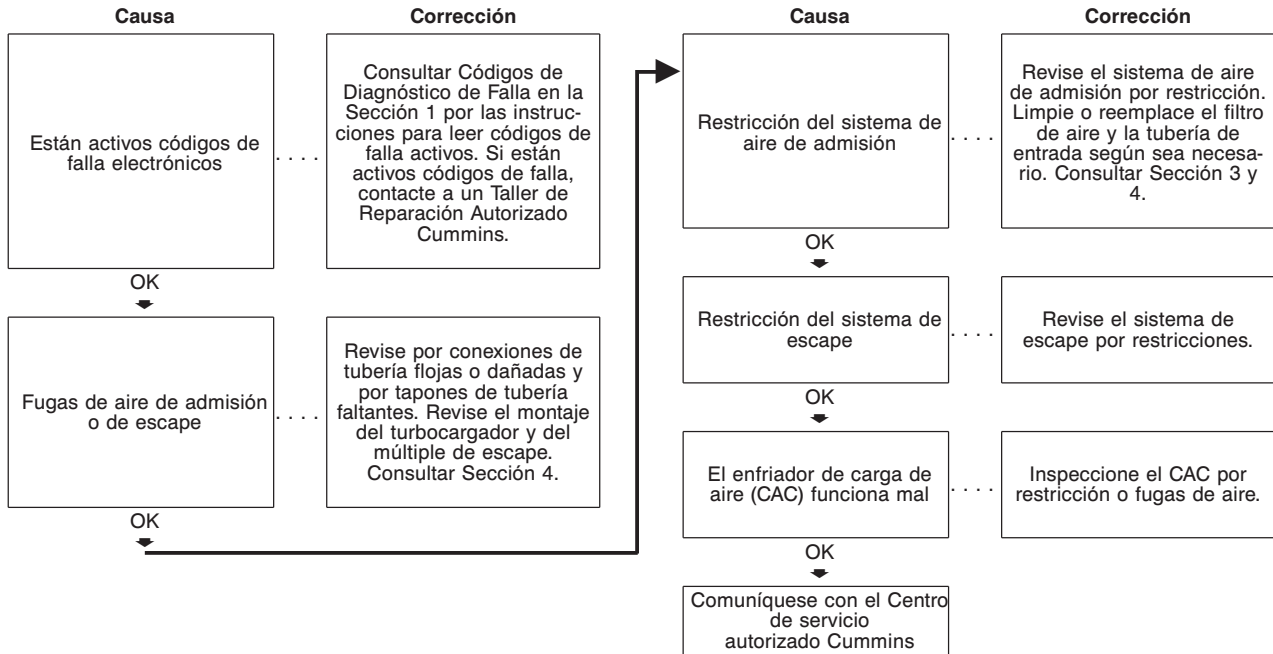 Causa
Corrección
Están activos códigos de
falla electrónicos
. . . .
Consultar Códigos de
Diagnóstico de Falla en la
Sección 1 por las instruc-
ciones para leer códigos de
falla activos. Si están
activos códigos de falla,
contacte a un Taller de
Reparación Autorizado
Cummins.
OK
Fugas de aire de admisión
o de escape
. . . .
Revise por conexiones de
tubería flojas o dañadas y
por tapones de tubería
faltantes. Revise el montaje
del turbocargador y del
múltiple de escape.
Consultar Sección 4.
OK
Causa
Corrección
Restricción del sistema de
aire de admisión
. . . .
Revise el sistema de aire
de admisión por restricción.
Limpie o reemplace el filtro
de aire y la tubería de
entrada según sea necesa-
rio. Consultar Sección 3 y
4.
OK
Restricción del sistema de
escape
. . . .
Revise el sistema de
escape por restricciones.
OK
El enfriador de carga de
aire (CAC) funciona mal
. . . .
Inspeccione el CAC por
restricción o fugas de aire.
OK
Comuníquese con el Centro
de servicio
autorizado Cummins